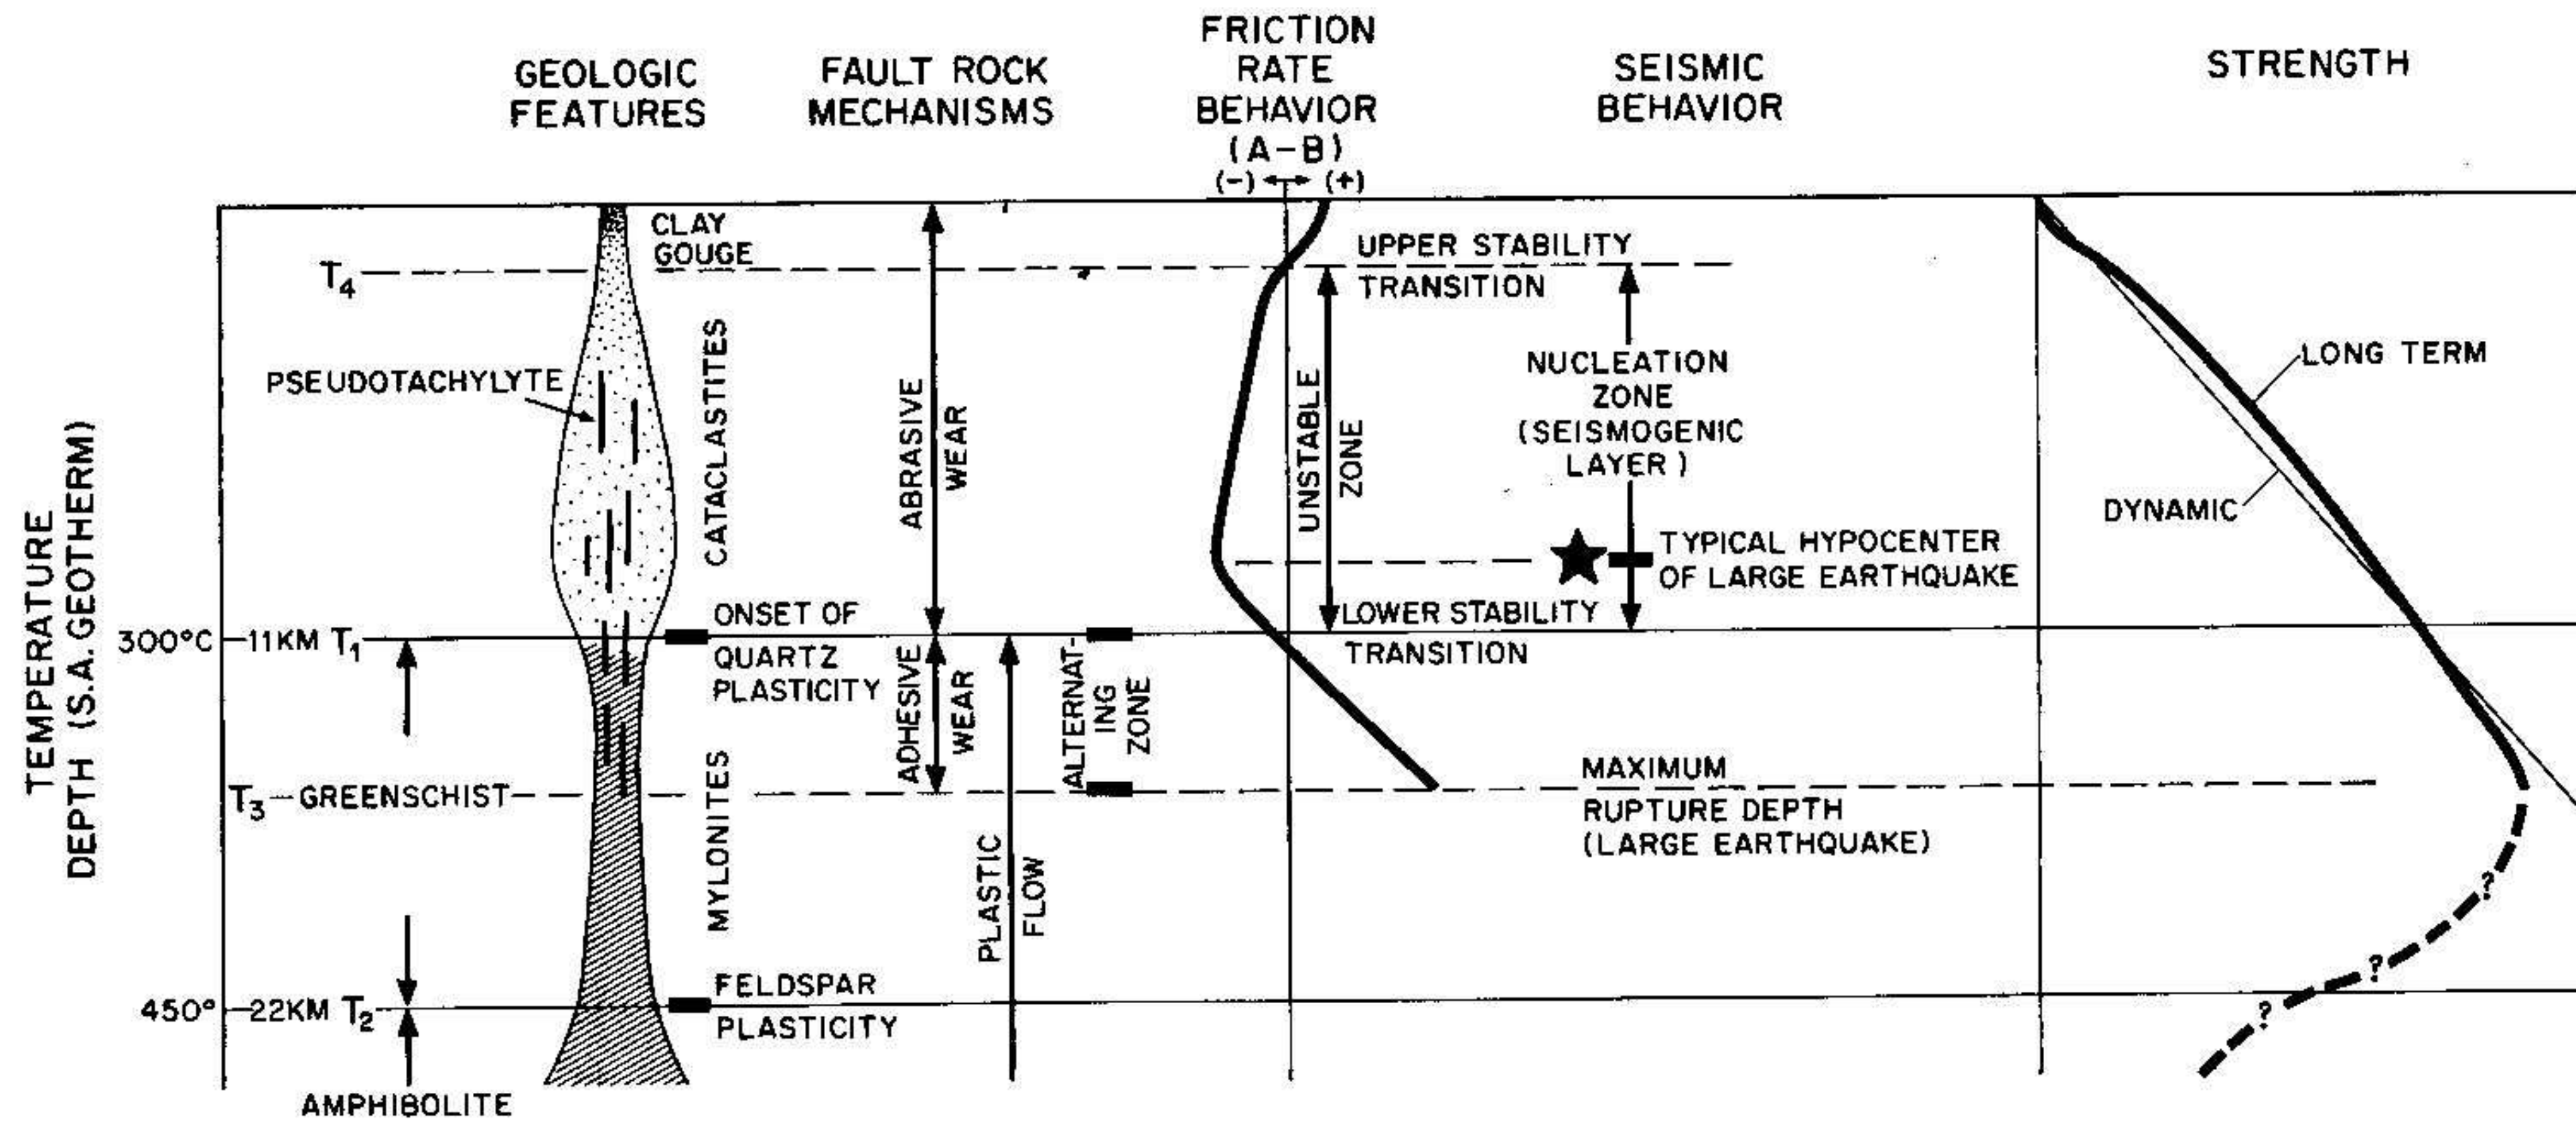 GEOLOGIC
FEATURES
FAULT ROCK
MECHANISMS
FRICTION
RATE
BEHAVIOR
(A-B)
(-) (+)
SEISMIC
BEHAVIOR
STRENGTH
TEMPERATURE
DEPTH (S.A. GEOTHERM)
CLAY
GOUGE
T4
PSEUDOTACHYLYTE
CATACLASTITES
ABRASIVE
WEAR
UNSTABLE
ZONE
UPPER STABILITY
TRANSITION
NUCLEATION
ZONE
(SEISMOGENIC
LAYER)
TYPICAL HYPOCENTER
OF LARGE EARTHQUAKE
LONG TERM
DYNAMIC
300°C 11KM T1
ONSET OF
QUARTZ
PLASTICITY
ADHESIVE
WEAR
ALTERNAT-
ING
ZONE
LOWER STABILITY
TRANSITION
T3 GREENSCHIST
MYLONITES
PLASTIC
FLOW
MAXIMUM
RUPTURE DEPTH
(LARGE EARTHQUAKE)
?
?
?
450° 22KM T2
FELDSPAR
PLASTICITY
AMPHIBOLITE